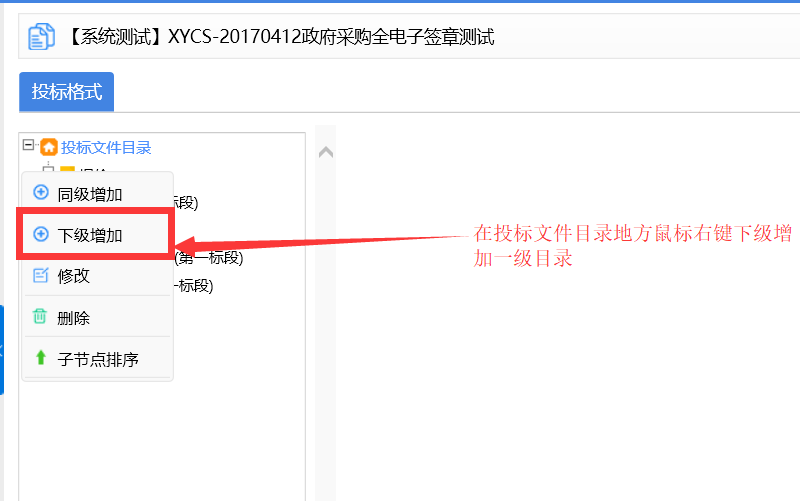 【系统测试】XYCS-20170412政府采购全电子签章测试
投标格式
投标文件目录
同级增加
标段)
下级增加
在投标文件目录地方鼠标右键下级增
加一级目录
(第一标段)
修改
一标段)
删除
子节点排序